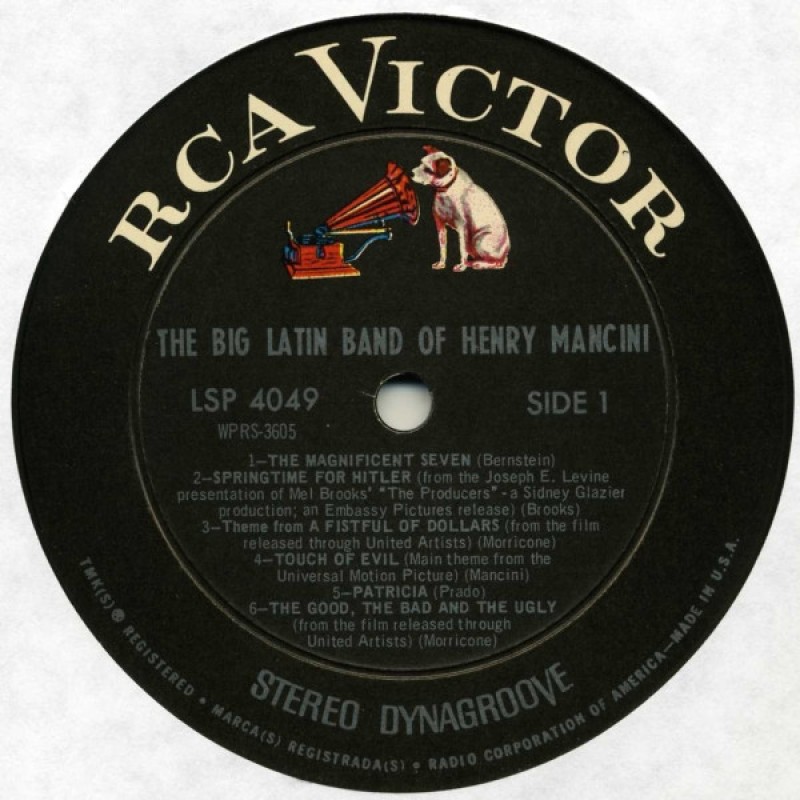 RCA VICTOR
THE BIG LATIN BAND OF HENRY MANCINI
LSP 4049
SIDE 1
WPRS-3605
1—THE MAGNIFICENT SEVEN (Bernstein)
2—SPRINGTIME FOR HITLER (from the Joseph E. Levine
presentation of Mel Brooks' "The Producers" - a Sidney Glazier
production; an Embassy Pictures release) (Brooks)
3—Theme from A FISTFUL OF DOLLARS (from the film
released through United Artists) (Morricone)
4—TOUCH OF EVIL (Main theme from the
Universal Motion Picture) (Mancini)
5—PATRICIA (Prado)
6—THE GOOD, THE BAD AND THE UGLY
(from the film released through
United Artists) (Morricone)
STEREO DYNAGROOVE
TMK(S) ® REGISTERED • MARCA(S) REGISTRADA(S) • RADIO CORPORATION OF AMERICA—MADE IN U.S.A.